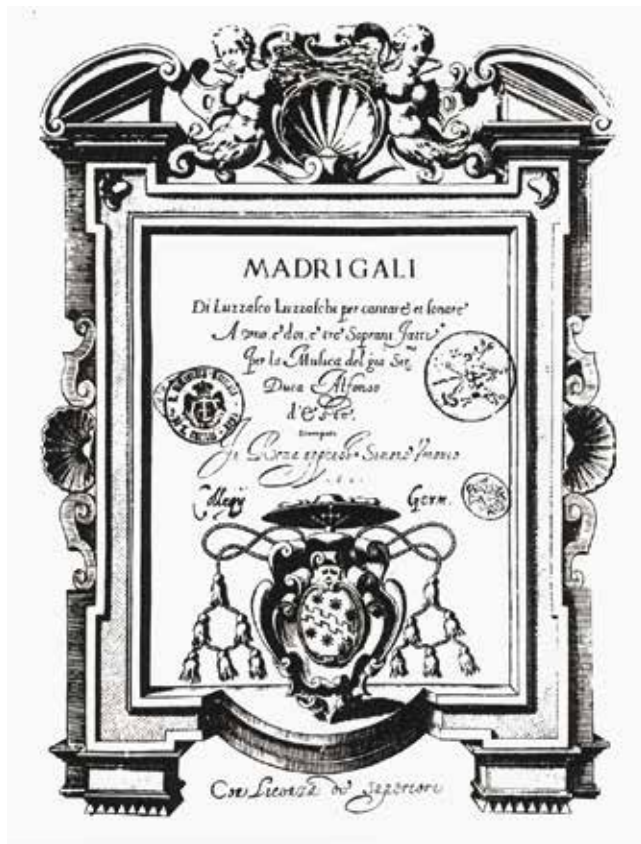 MADRIGALI
Di Luzzasco Luzzaschi per cantare et sonare
A uno, e doi, e tre Soprani, Fatti
Per la Musica del gia Ser.mo
Duca Alfonso
d'Este.
Stampati
In Roma appresso Simone
Collegij Germ.
Con Licenza de Superiori